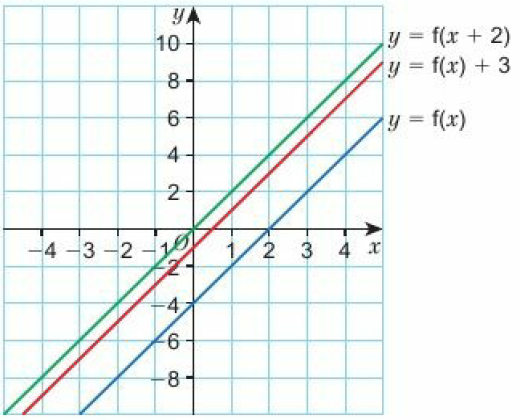 y
y = f(x + 2)
10
y = f(x) + 3
8
6
y = f(x)
4
2
−4 −3 −2 −1 O 1 2 3 4 x
−2
−4
−6
−8